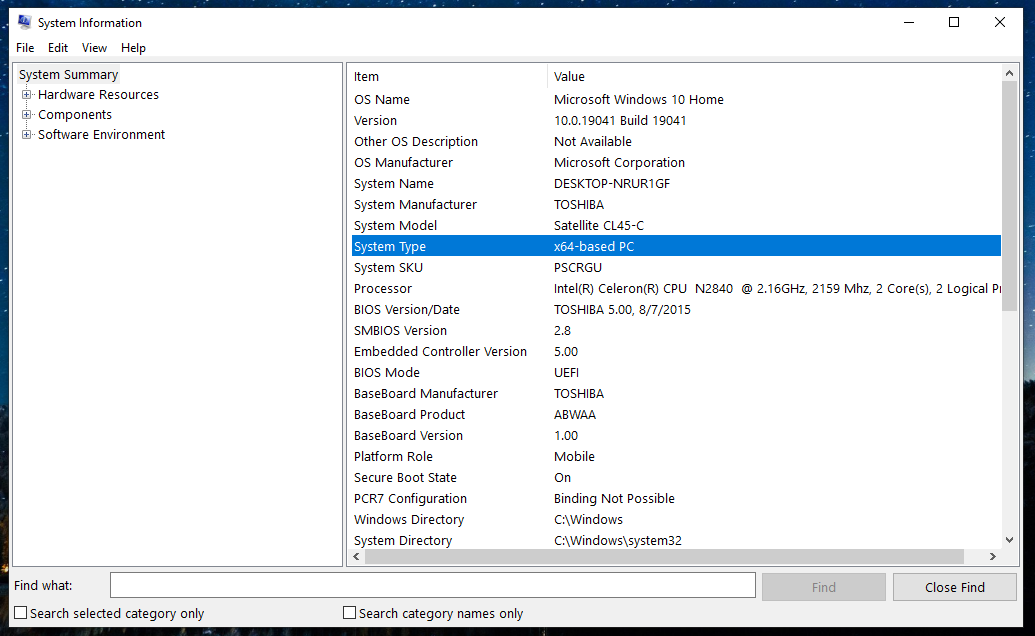 System Information
File Edit View Help
System Summary
Hardware Resources
Components
Software Environment
Item Value
OS Name Microsoft Windows 10 Home
Version 10.0.19041 Build 19041
Other OS Description Not Available
OS Manufacturer Microsoft Corporation
System Name DESKTOP-NRUR1GF
System Manufacturer TOSHIBA
System Model Satellite CL45-C
System Type x64-based PC
System SKU PSCRGU
Processor Intel(R) Celeron(R) CPU N2840 @ 2.16GHz, 2159 Mhz, 2 Core(s), 2 Logical
BIOS Version/Date TOSHIBA 5.00, 8/7/2015
SMBIOS Version 2.8
Embedded Controller Version 5.00
BIOS Mode UEFI
BaseBoard Manufacturer TOSHIBA
BaseBoard Product ABWAA
BaseBoard Version 1.00
Platform Role Mobile
Secure Boot State On
PCR7 Configuration Binding Not Possible
Windows Directory C:\Windows
System Directory C:\Windows\system32
Find what: Find Close Find
Search selected category only Search category names only